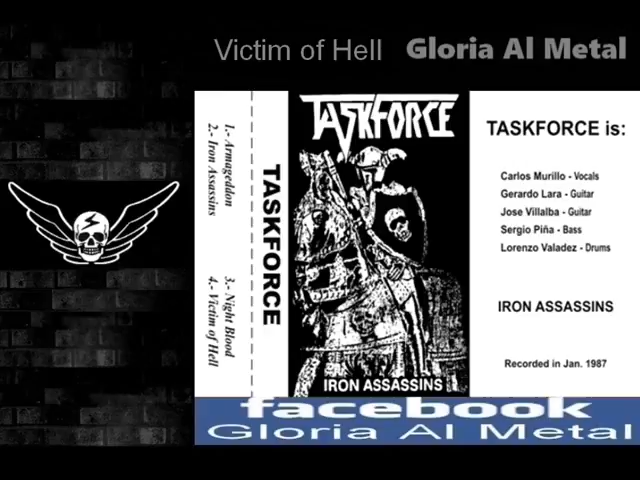 Victim of Hell Gloria Al Metal
1.- Armageddon
2.- Iron Assassins
3.- Night Blood
4.- Victim of Hell
TASKFORCE
TASKFORCE
IRON ASSASSINS
TASKFORCE is:
Carlos Murillo - Vocals
Gerardo Lara - Guitar
Jose Villalba - Guitar
Sergio Piña - Bass
Lorenzo Valadez - Drums
IRON ASSASSINS
Recorded in Jan. 1987
facebook
Gloria Al Metal